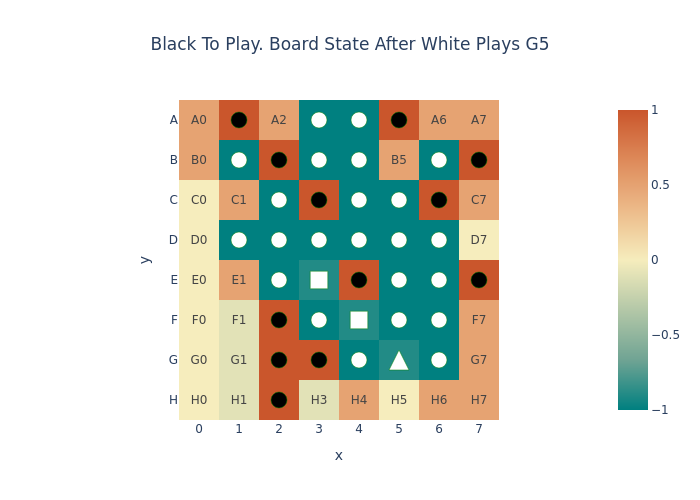 Black To Play. Board State After White Plays G5
A A0 A2 A6 A7
B B0 B5
C C0 C1 C7
D D0 D7
E E0 E1
F F0 F1 F7
G G0 G1 G7
H H0 H1 H3 H4 H5 H6 H7
0 1 2 3 4 5 6 7
x
y
1
0.5
0
−0.5
−1